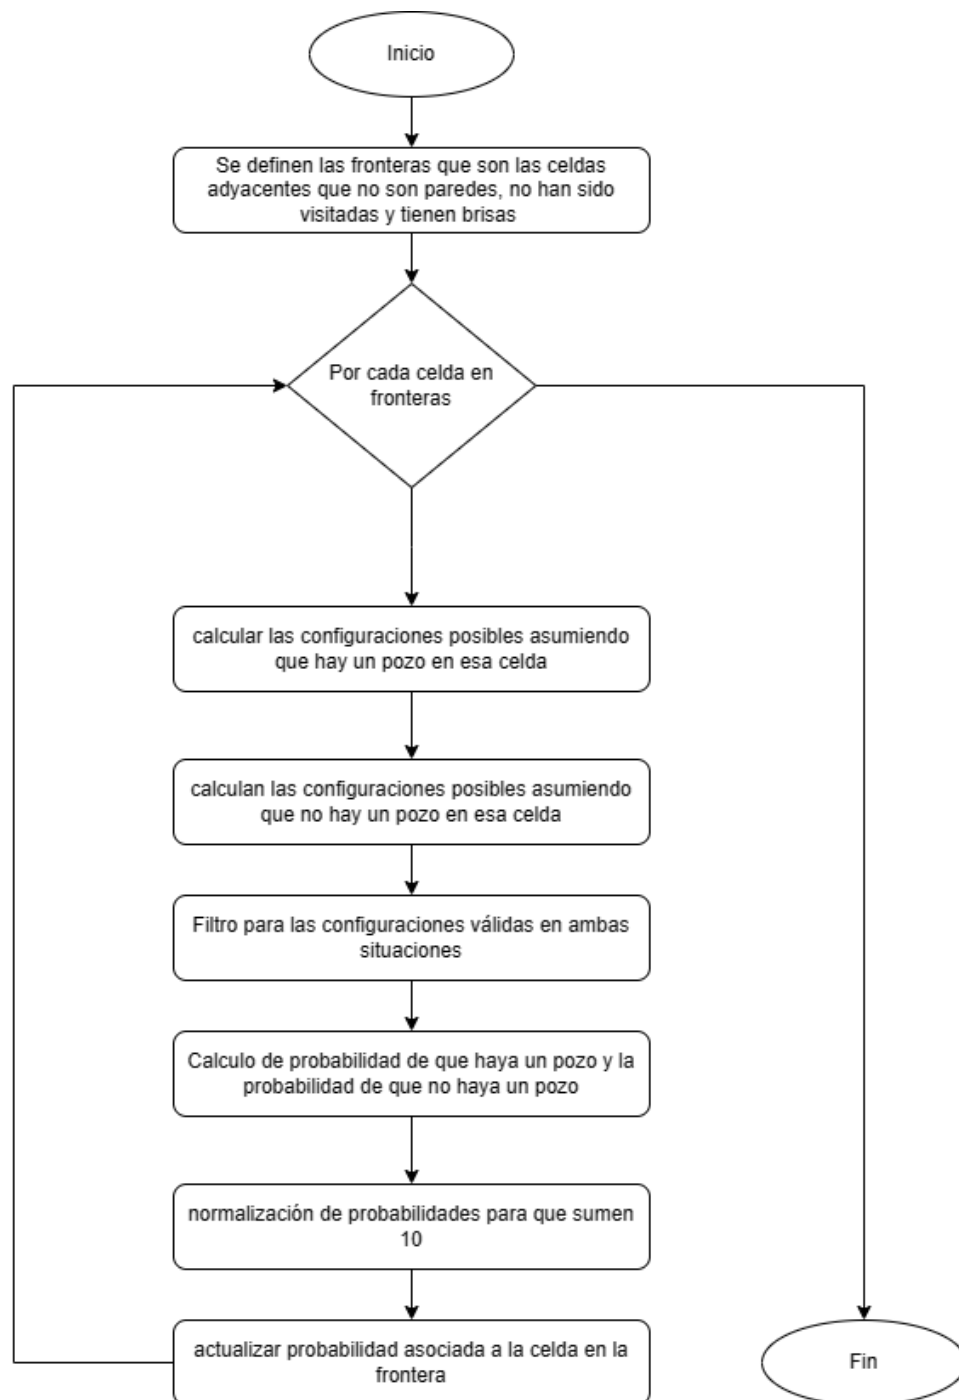 Inicio
Se definen las fronteras que son las celdas
adyacentes que no son paredes, no han sido
visitadas y tienen brisas
Por cada celda en
fronteras
calcular las configuraciones posibles asumiendo
que hay un pozo en esa celda
calculan las configuraciones posibles asumiendo
que no hay un pozo en esa celda
Filtro para las configuraciones válidas en ambas
situaciones
Calculo de probabilidad de que haya un pozo y la
probabilidad de que no haya un pozo
normalización de probabilidades para que sumen
10
actualizar probabilidad asociada a la celda en la
frontera
Fin